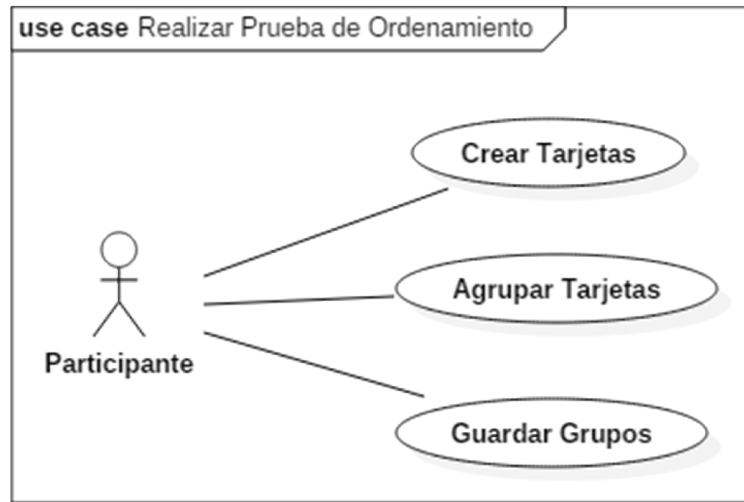 use case Realizar Prueba de Ordenamiento
Crear Tarjetas
Agrupar Tarjetas
Participante
Guardar Grupos